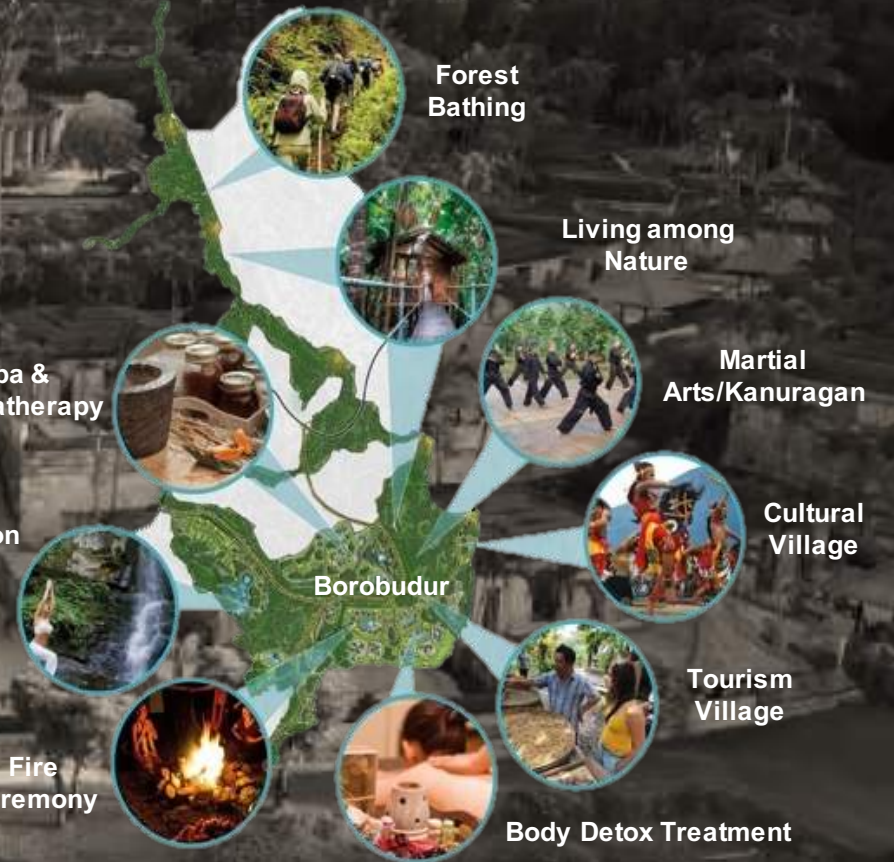 Forest
Bathing
Living among
Nature
Martial
Arts/Kanuragan
Cultural
Village
Borobudur
Tourism
Village
Fire
Body Detox Treatment